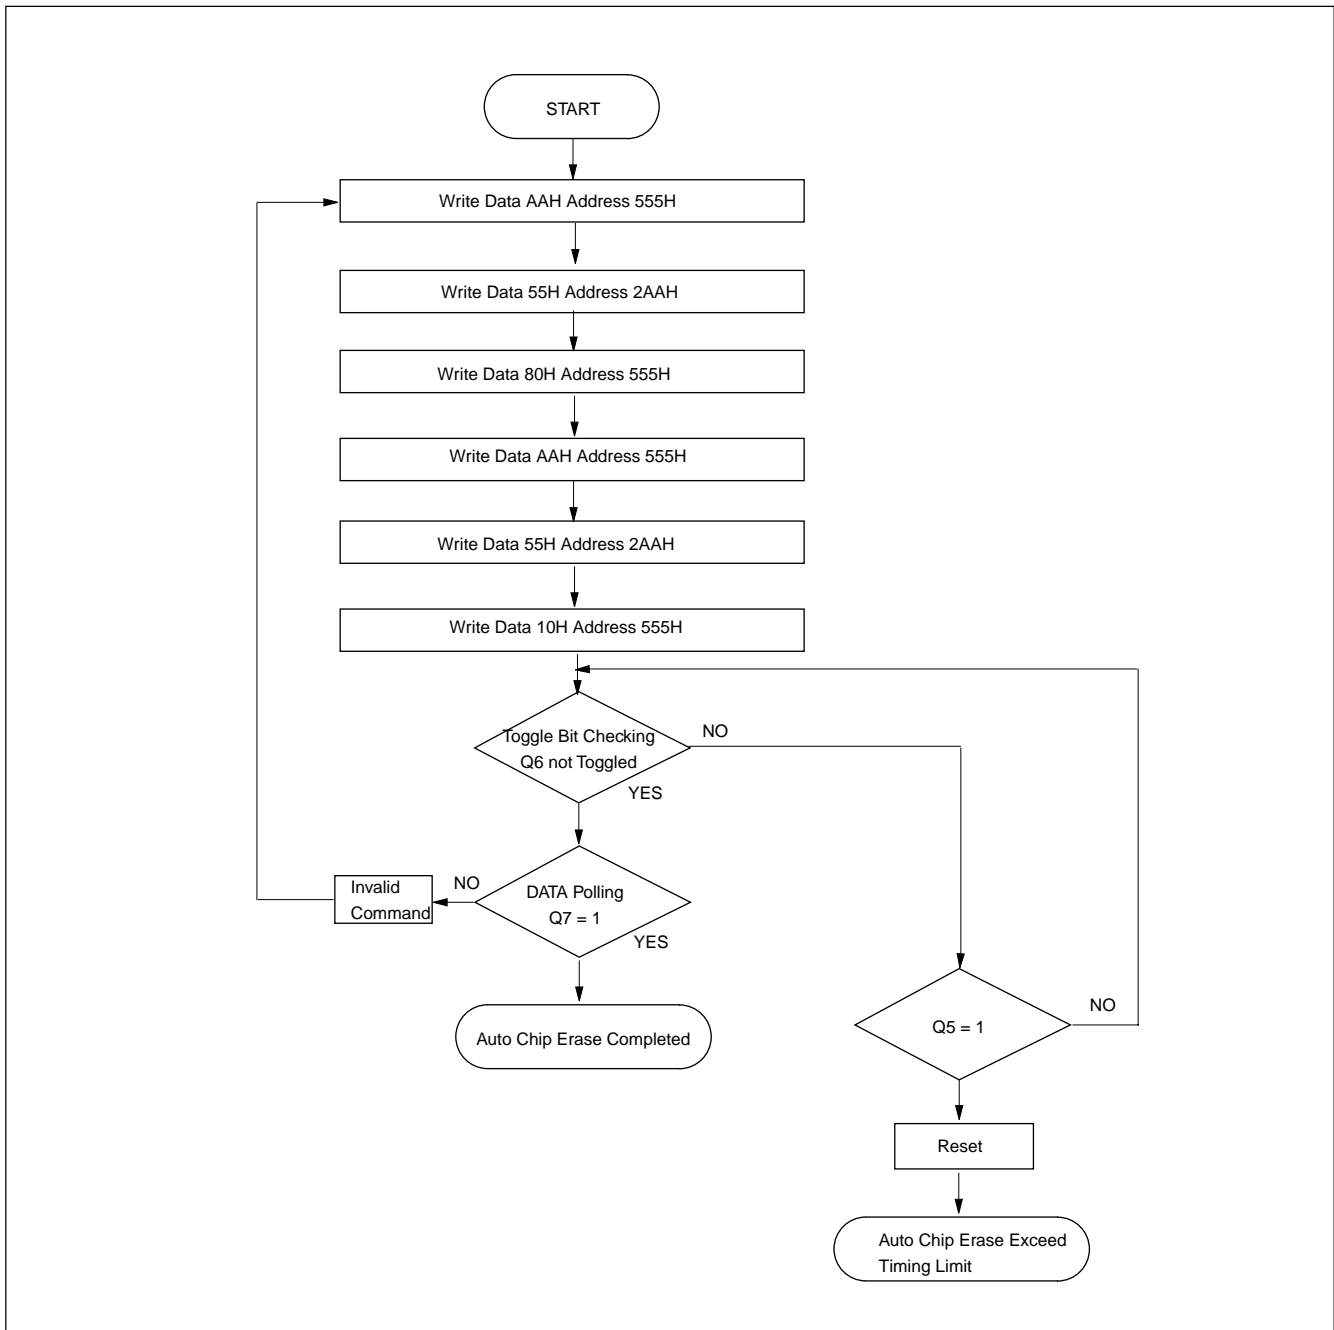 START
Write Data AAH Address 555H
Write Data 55H Address 2AAH
Write Data 80H Address 555H
Write Data AAH Address 555H
Write Data 55H Address 2AAH
Write Data 10H Address 555H
Toggle Bit Checking
Q6 not Toggled
NO
YES
Invalid
Command
NO
DATA Polling
Q7 = 1
YES
Auto Chip Erase Completed
Q5 = 1
NO
Reset
Auto Chip Erase Exceed
Timing Limit